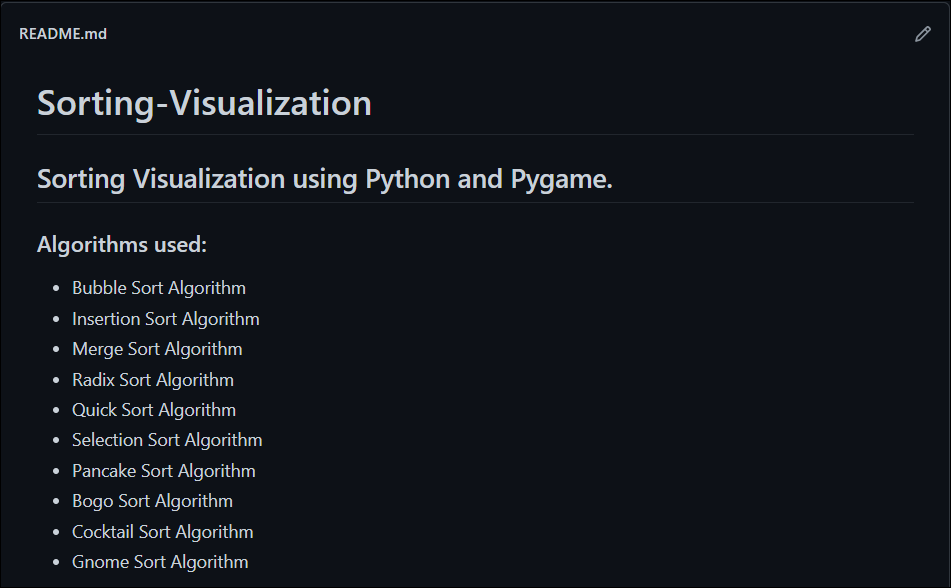 README.md
Sorting-Visualization
Sorting Visualization using Python and Pygame.
Algorithms used:
Bubble Sort Algorithm
Insertion Sort Algorithm
Merge Sort Algorithm
Radix Sort Algorithm
Quick Sort Algorithm
Selection Sort Algorithm
Pancake Sort Algorithm
Bogo Sort Algorithm
Cocktail Sort Algorithm
Gnome Sort Algorithm